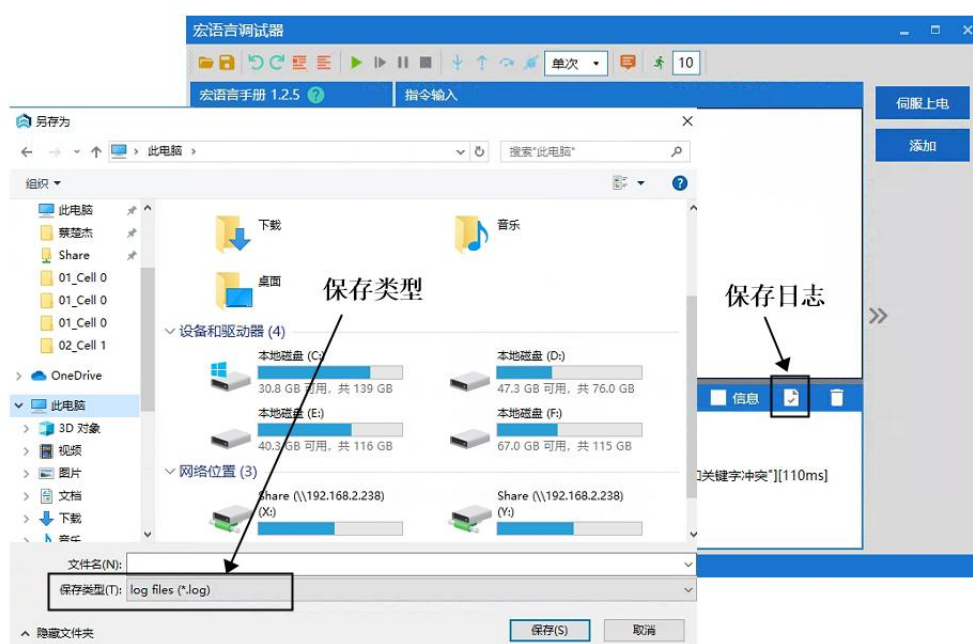 宏语言调试器
单次
10
宏语言手册 1.2.5
指令输入
伺服上电
添加
另存为
此电脑
搜索"此电脑"
组织
此电脑
蔡楚杰
Share
01_Cell 0
01_Cell 0
01_Cell 0
02_Cell 1
OneDrive
此电脑
3D 对象
视频
图片
文档
下载
音乐
下载
音乐
桌面
保存类型
保存日志
设备和驱动器 (4)
本地磁盘 (C:)
30.8 GB 可用, 共 139 GB
本地磁盘 (D:)
47.3 GB 可用, 共 76.0 GB
本地磁盘 (E:)
40.3 GB 可用, 共 116 GB
本地磁盘 (F:)
67.0 GB 可用, 共 115 GB
网络位置 (3)
Share (\\192.168.2.238)
(X:)
Share (\\192.168.2.238)
(Y:)
信息
关键字冲突"][110ms]
文件名(N):
保存类型(T): log files (*.log)
隐藏文件夹
保存(S)
取消